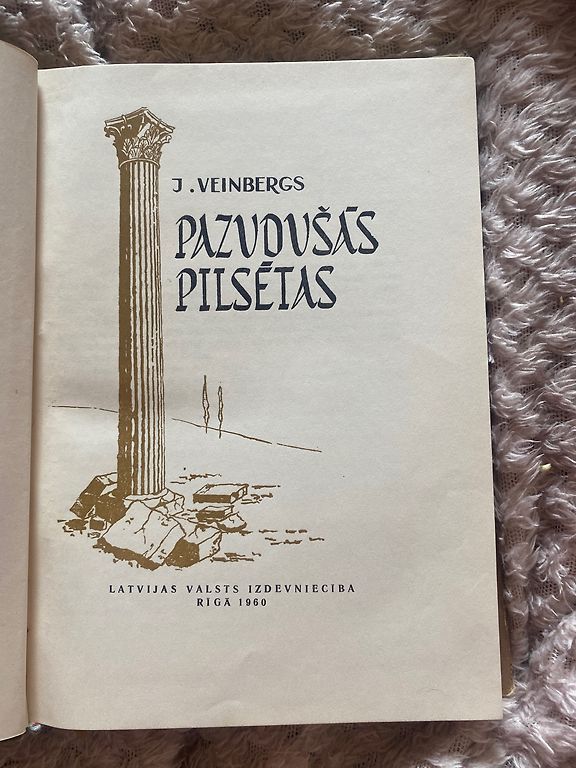 J. VEINBERGS
PAZUDUŠĀS
PILSĒTAS
LATVIJAS VALSTS IZDEVNIECĪBA
RĪGĀ 1960